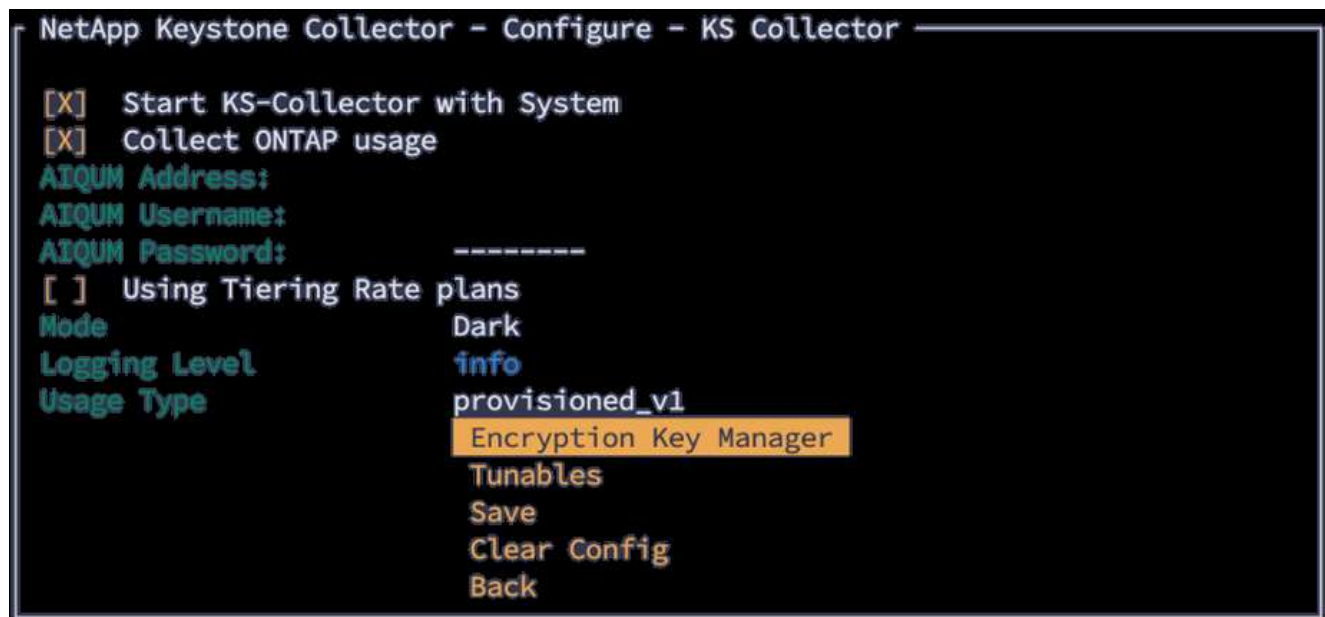 NetApp Keystone Collector - Configure - KS Collector
[X] Start KS-Collector with System
[X] Collect ONTAP usage
AIQUM Address:
AIQUM Username:
AIQUM Password: --------
[ ] Using Tiering Rate plans
Mode Dark
Logging Level info
Usage Type provisioned_v1
Encryption Key Manager
Tunables
Save
Clear Config
Back